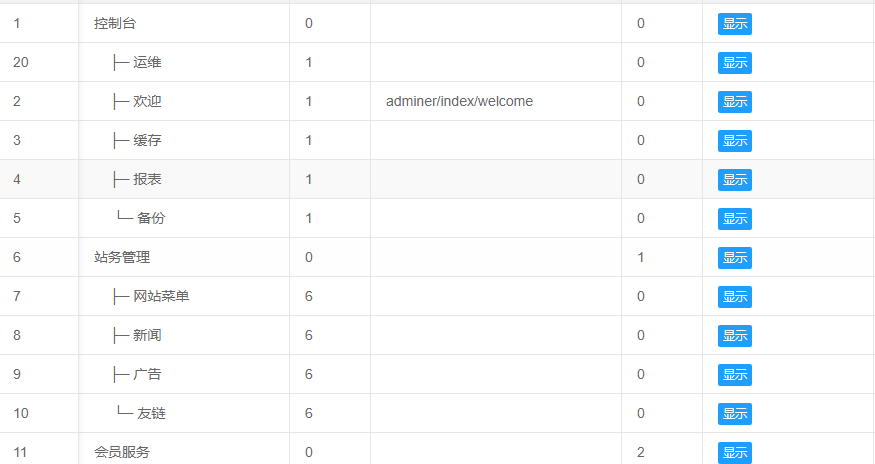 1 控制台 0 0 显示
20 ├─ 运维 1 0 显示
2 ├─ 欢迎 1 adminer/index/welcome 0 显示
3 ├─ 缓存 1 0 显示
4 ├─ 报表 1 0 显示
5 └─ 备份 1 0 显示
6 站务管理 0 1 显示
7 ├─ 网站菜单 6 0 显示
8 ├─ 新闻 6 0 显示
9 ├─ 广告 6 0 显示
10 └─ 友链 6 0 显示
11 会员服务 0 2 显示